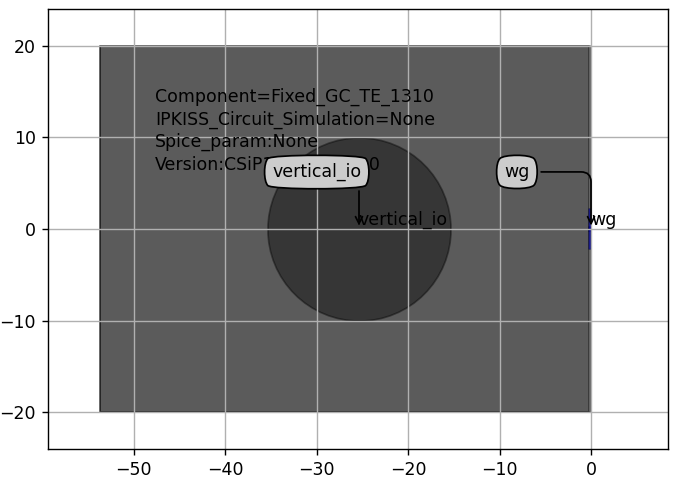 20
10
0
−10
−20
Component=Fixed_GC_TE_1310
IPKISS_Circuit_Simulation=None
Spice_param:None
Version:CSiP 0
vertical_io
wg
vertical_io
wg
−50 −40 −30 −20 −10 0